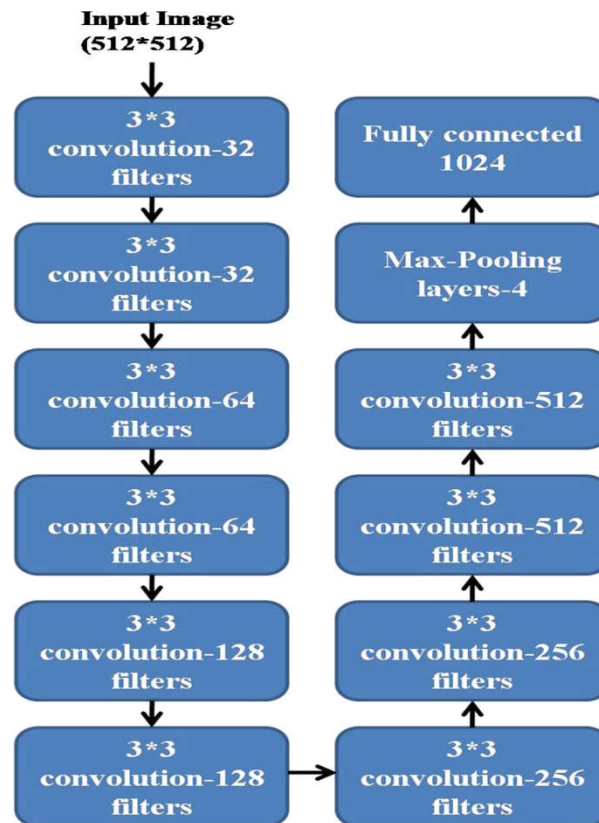 Input Image
(512*512)
3*3
convolution-32
filters
3*3
convolution-32
filters
3*3
convolution-64
filters
3*3
convolution-64
filters
3*3
convolution-128
filters
3*3
convolution-128
filters
3*3
convolution-256
filters
3*3
convolution-256
filters
3*3
convolution-512
filters
3*3
convolution-512
filters
Max-Pooling
layers-4
Fully connected
1024